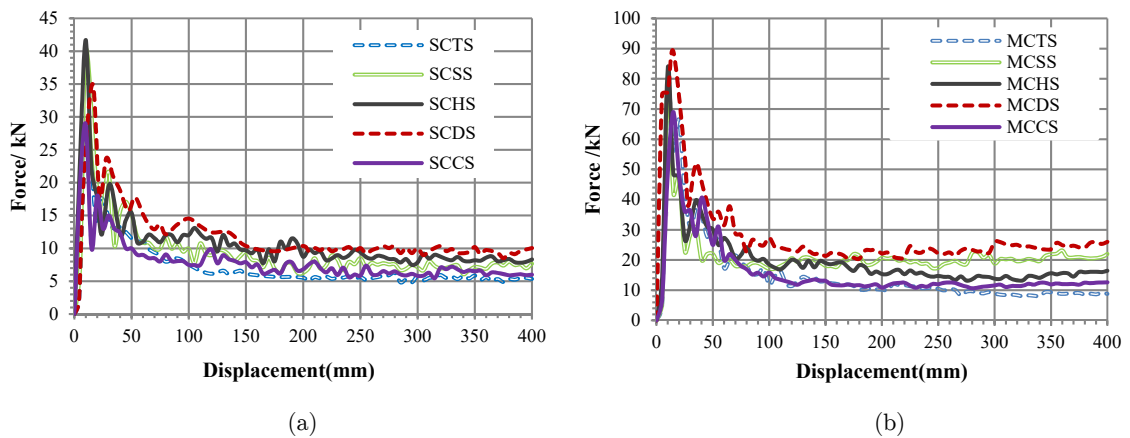 45
40
35
30
25
20
15
10
5
0
Force/ kN
0 50 100 150 200 250 300 350 400
Displacement(mm)
SCTS
SCSS
SCHS
SCDS
SCCS
(a)
100
90
80
70
60
50
40
30
20
10
0
Force /kN
0 50 100 150 200 250 300 350 400
Displacement(mm)
MCTS
MCSS
MCHS
MCDS
MCCS
(b)